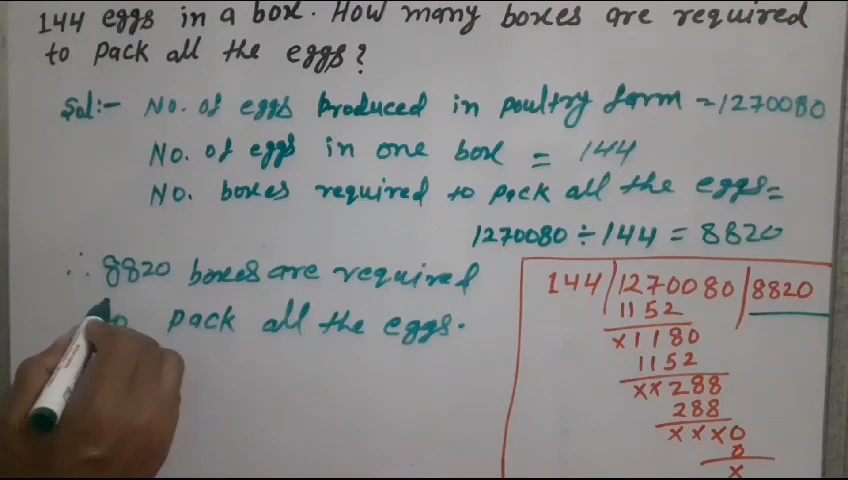 144 eggs in a box. How many boxes are required
to pack all the eggs?
Sol:- No. of eggs produced in poultry farm = 1270080
No. of eggs in one box = 144
No. boxes required to pack all the eggs=
1270080 ÷ 144 = 8820
∴ 8820 boxes are required
to pack all the eggs.
144 / 1270080 / 8820
1152
x1180
1152
xx288
288
xxx0
0
x